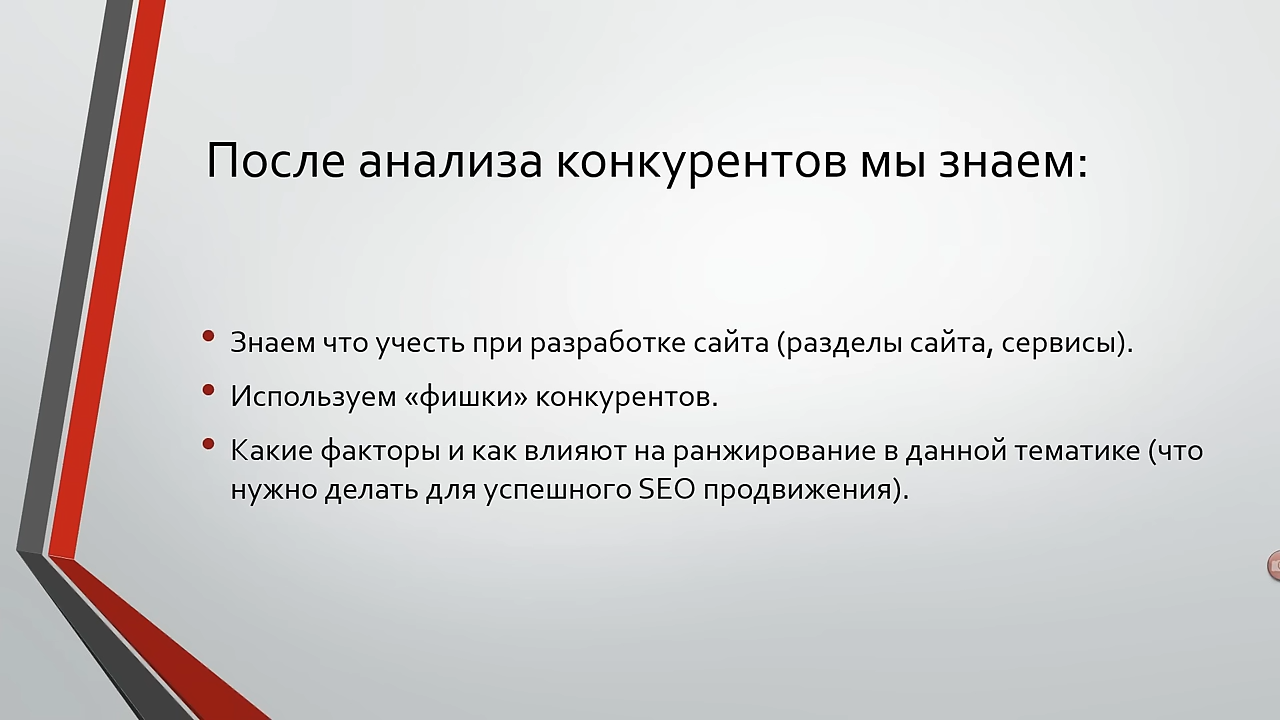 После анализа конкурентов мы знаем:
• Знаем что учесть при разработке сайта (разделы сайта, сервисы).
• Используем «фишки» конкурентов.
• Какие факторы и как влияют на ранжирование в данной тематике (что
нужно делать для успешного SEO продвижения).